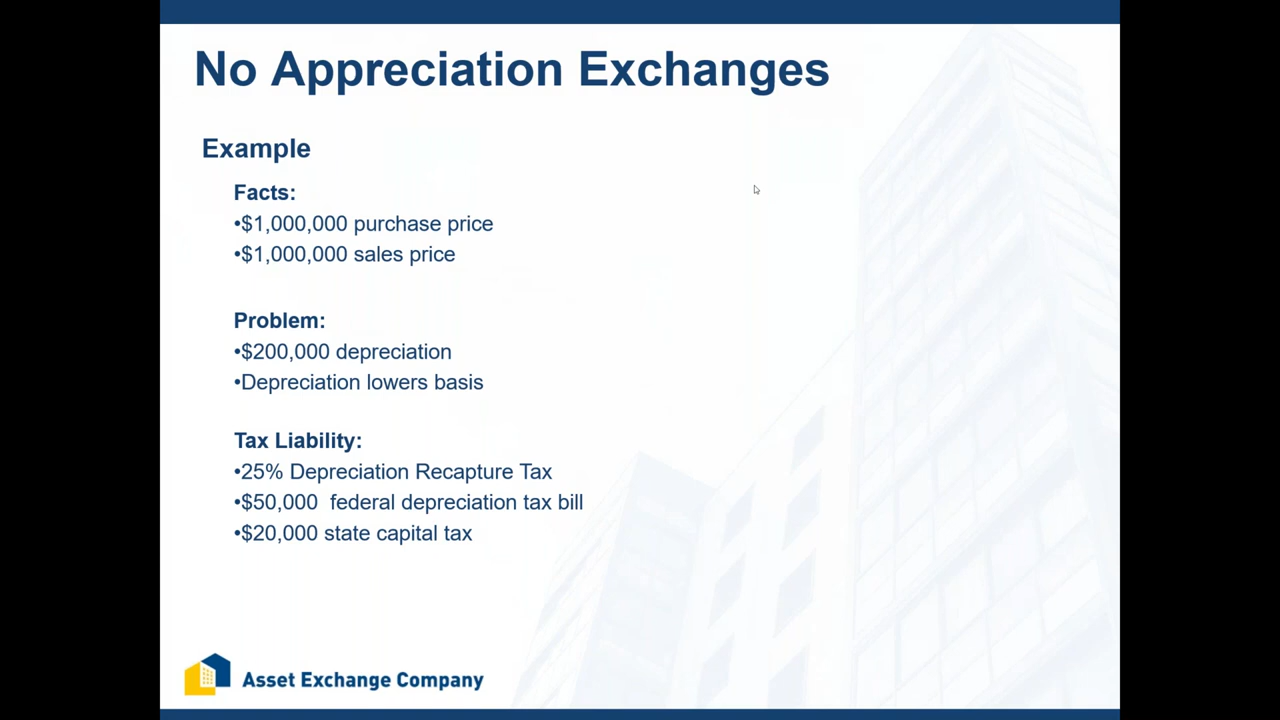 No Appreciation Exchanges
Example
Facts:
•$1,000,000 purchase price
•$1,000,000 sales price
Problem:
•$200,000 depreciation
•Depreciation lowers basis
Tax Liability:
•25% Depreciation Recapture Tax
•$50,000  federal depreciation tax bill
•$20,000 state capital tax
Asset Exchange Company